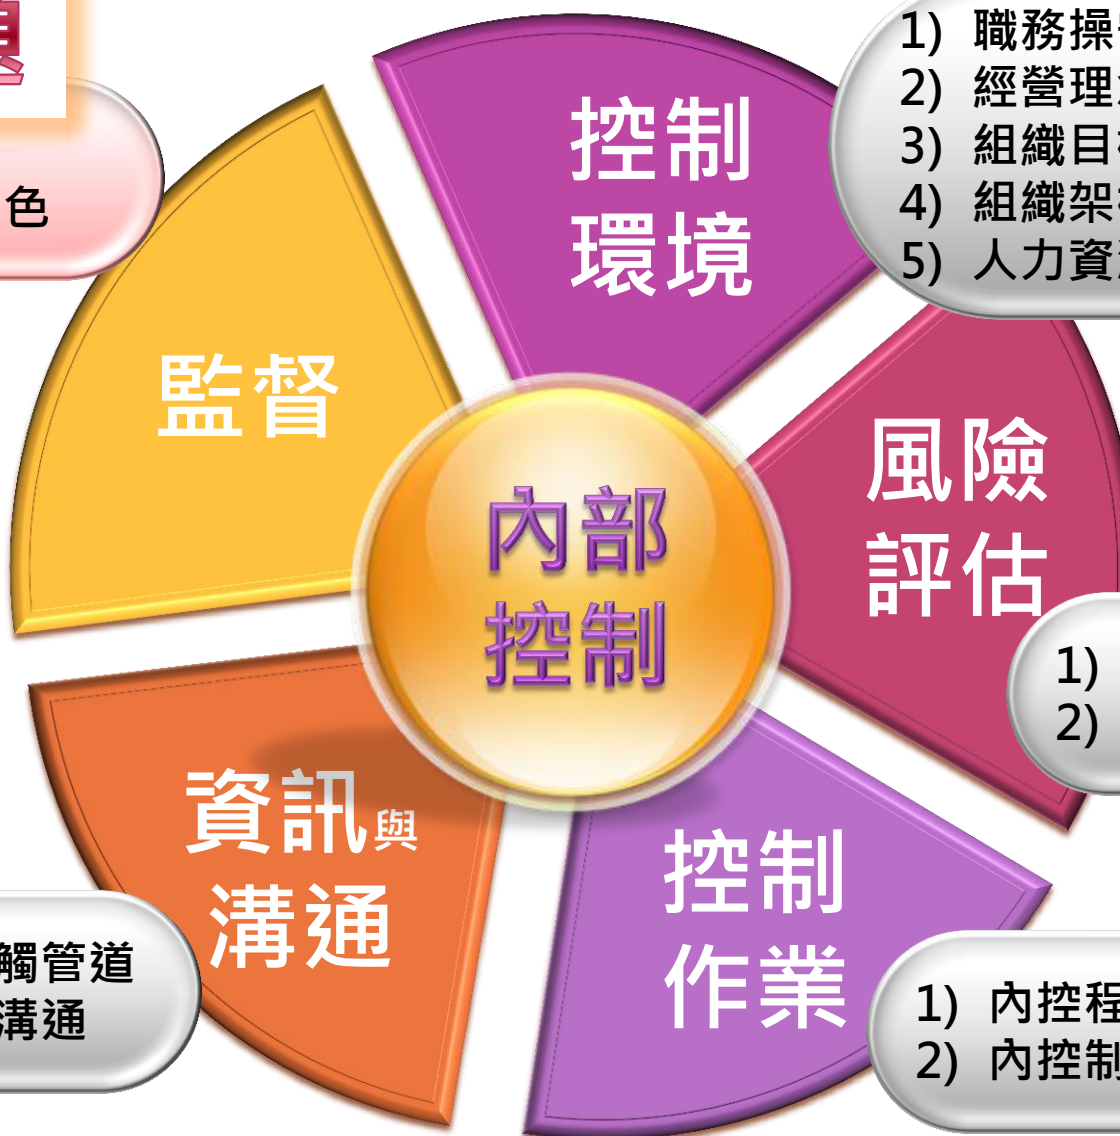 控制
環境
1) 職務操
2) 經營理
3) 組織目
4) 組織架
5) 人力資
色
監督
風險
評估
1)
2)
內部
控制
資訊與
溝通
觸管道
溝通
控制
作業
1) 內控程
2) 內控制